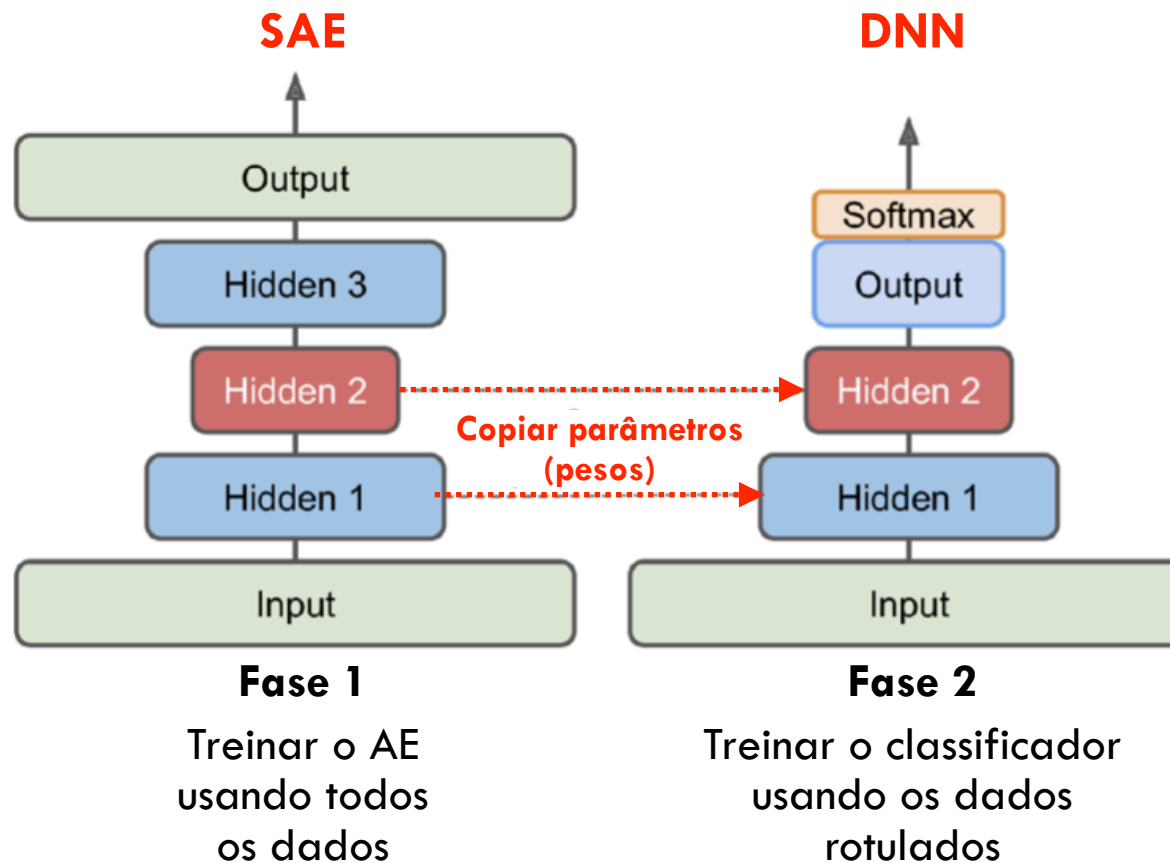 SAE
Output
Hidden 3
Hidden 2
Hidden 1
Input
Fase 1
Treinar o AE
usando todos
os dados
Copiar parâmetros
(pesos)
DNN
Softmax
Output
Hidden 2
Hidden 1
Input
Fase 2
Treinar o classificador
usando os dados
rotulados